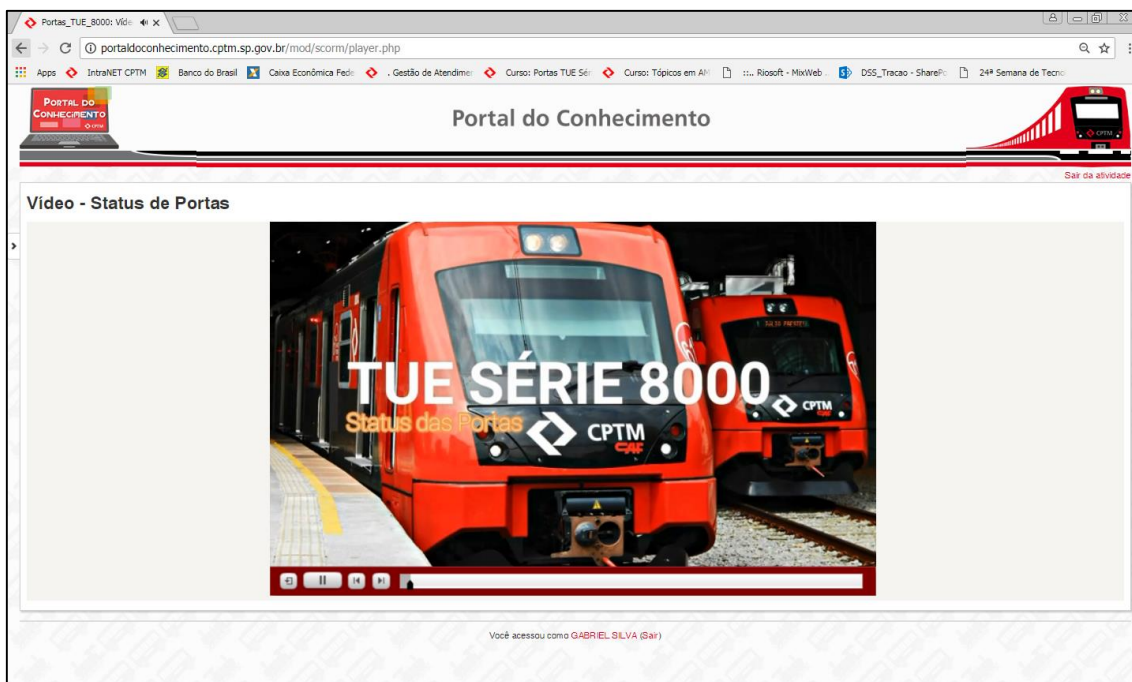 Portas_TUE_8000: Víde
portaldoconhecimento.cptm.sp.gov.br/mod/scorm/player.php
Apps IntraNET CPTM Banco do Brasil Caixa Econômica Fede . Gestão de Atendimen Curso: Portas TUE Sér Curso: Tópicos em AM ::.. Riosoft - MixWeb . DSS_Tracao - SharePo 24ª Semana de Tecno
PORTAL DO
CONHECIMENTO
CPTM
Portal do Conhecimento
CPTM
Sair da atividade
Vídeo - Status de Portas
TUE SÉRIE 8000
Status das Portas
CPTM
CAF
CPTM
Você acessou como GABRIEL SILVA (Sair)